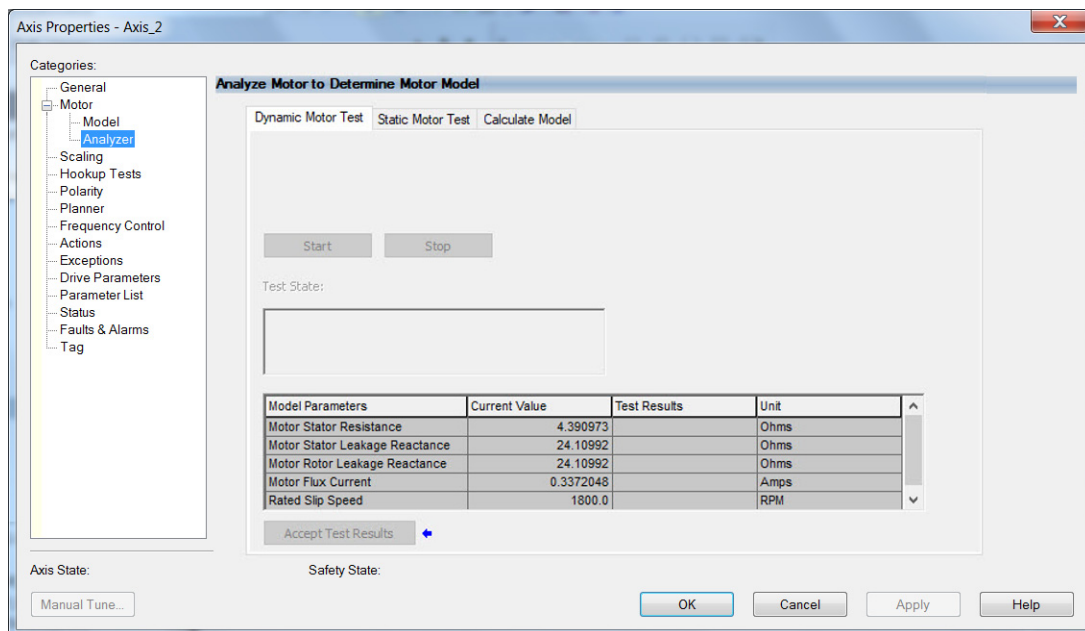 Axis Properties - Axis_2
X
Categories:
General
Motor
Model
Analyzer
Scaling
Hookup Tests
Polarity
Planner
Frequency Control
Actions
Exceptions
Drive Parameters
Parameter List
Status
Faults & Alarms
Tag
Analyze Motor to Determine Motor Model
Dynamic Motor Test Static Motor Test Calculate Model
Start Stop
Test State:
Model Parameters Current Value Test Results Unit
Motor Stator Resistance 4.390973 Ohms
Motor Stator Leakage Reactance 24.10992 Ohms
Motor Rotor Leakage Reactance 24.10992 Ohms
Motor Flux Current 0.3372048 Amps
Rated Slip Speed 1800.0 RPM
Accept Test Results
Axis State: Safety State:
Manual Tune... OK Cancel Apply Help